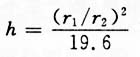 h = (r₁/r₂)² / 19.6